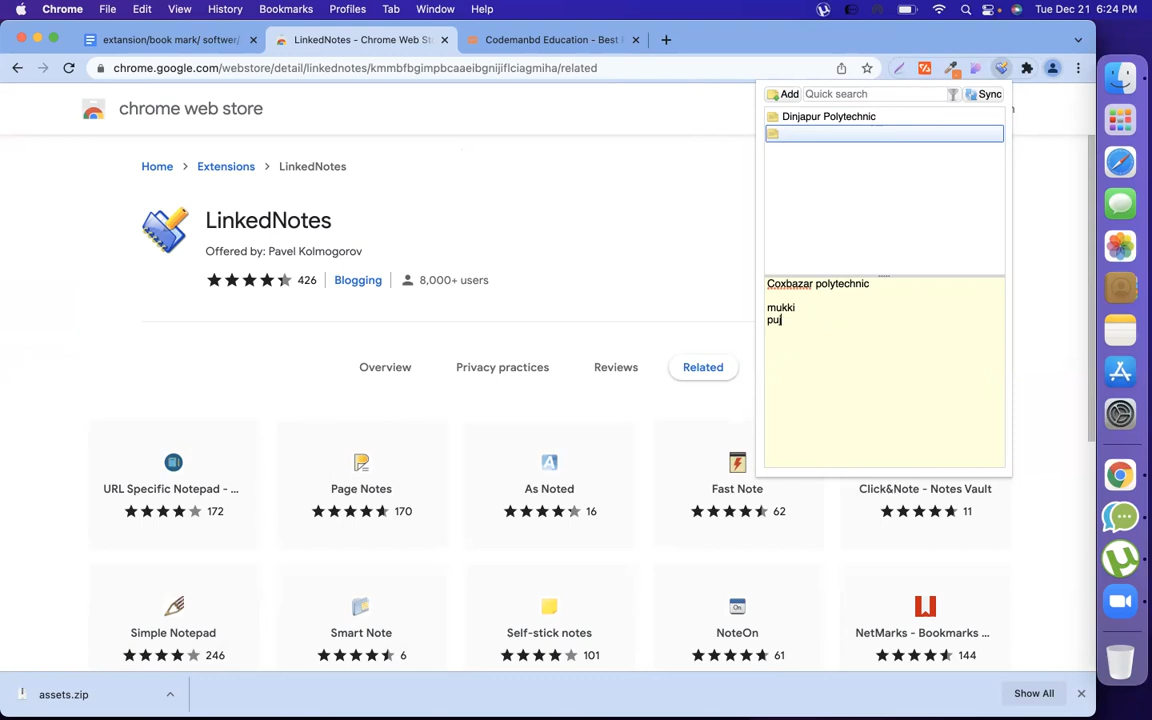 Chrome File Edit View History Bookmarks Profiles Tab Window Help Tue Dec 21 6:24 PM
extansion/book mark/ softwer/ LinkedNotes - Chrome Web St Codemanbd Education - Best
chrome.google.com/webstore/detail/linkednotes/kmmbfbgimpbcaaeibgnijiflciagmiha/related
Add Quick search Sync
chrome web store
Dinjapur Polytechnic
Home > Extensions > LinkedNotes
LinkedNotes
Offered by: Pavel Kolmogorov
426 Blogging 8,000+ users
Coxbazar polytechnic
mukki
puj
Overview Privacy practices Reviews Related
URL Specific Notepad - ... Page Notes As Noted Fast Note Click&Note - Notes Vault
172 170 16 62 11
On
Simple Notepad Smart Note Self-stick notes NoteOn NetMarks - Bookmarks ...
246 6 101 61 144
assets.zip Show All